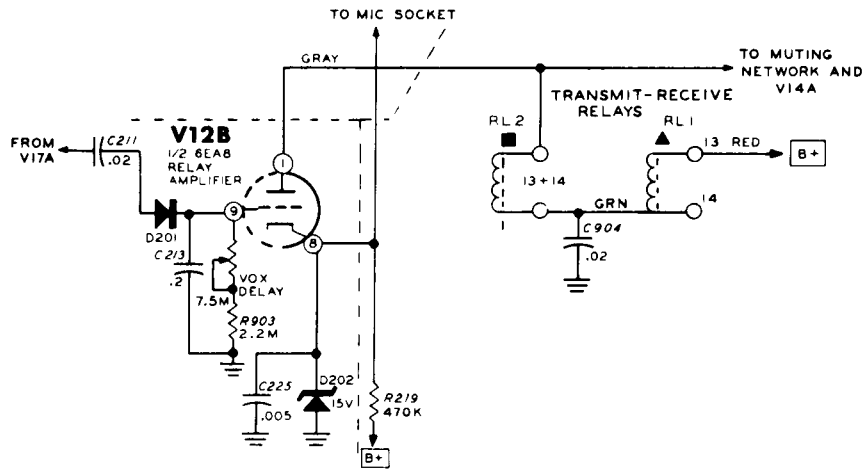 TO MIC SOCKET
GRAY
TO MUTING
NETWORK AND
V14A
TRANSMIT-RECEIVE
RELAYS
RL2
RL1
13
RED
B+
13+14
GRN
14
C904
.02
FROM
V17A
C211
.02
V12B
1/2 6EA8
RELAY
AMPLIFIER
1
9
8
D201
C213
.2
VOX
DELAY
7.5M
R903
2.2M
C225
.005
D202
15V
R219
470K
B+